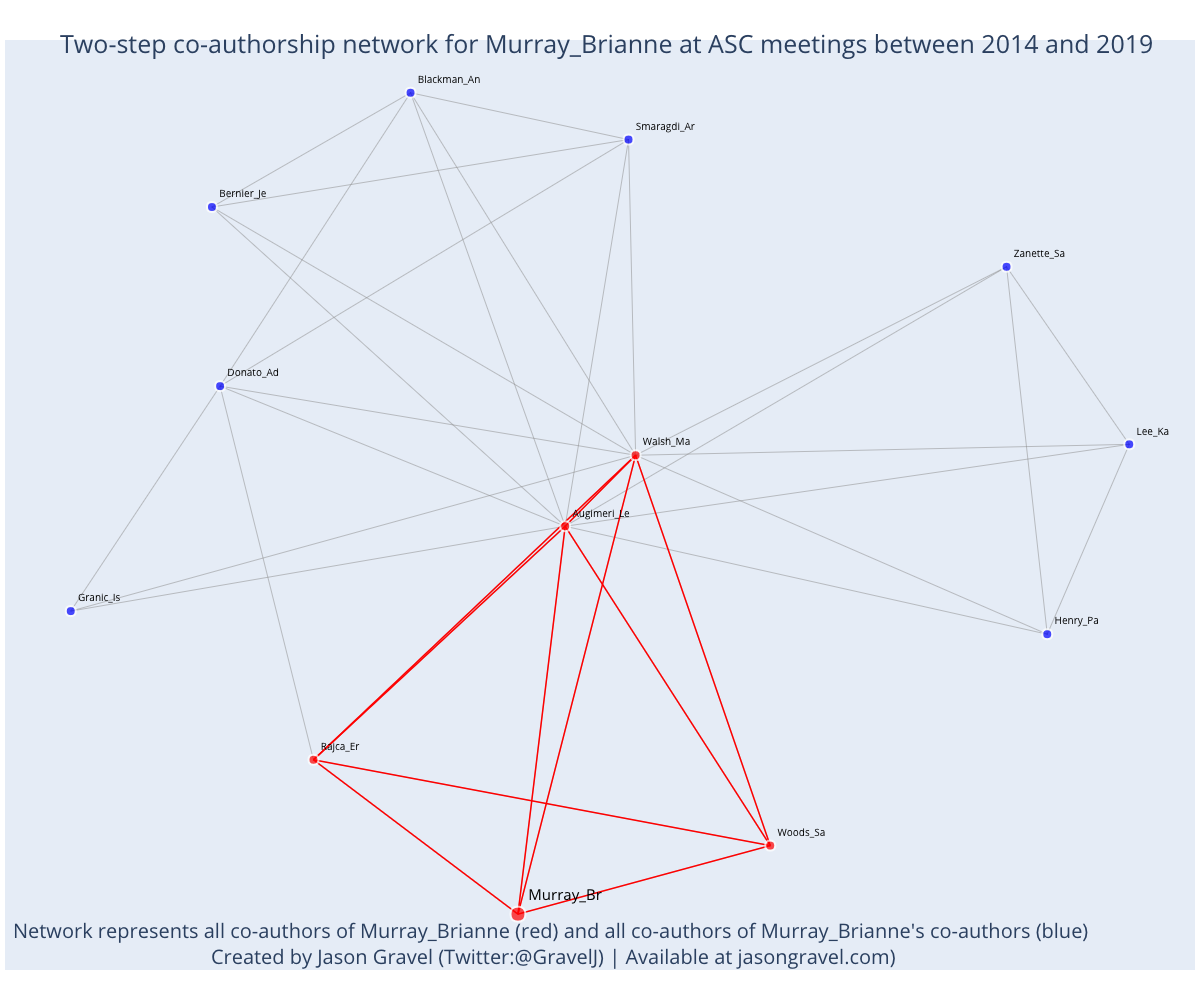 Two-step co-authorship network for Murray_Brianne at ASC meetings between 2014 and 2019
Blackman_An
Smaragdi_Ar
Bernier_Je
Zanette_Sa
Donato_Ad
Lee_Ka
Walsh_Ma
Augimeri_Le
Granic_Is
Henry_Pa
Rajca_Er
Woods_Sa
Murray_Br
Network represents all co-authors of Murray_Brianne (red) and all co-authors of Murray_Brianne's co-authors (blue)
Created by Jason Gravel (Twitter:@GravelJ) | Available at jasongravel.com)